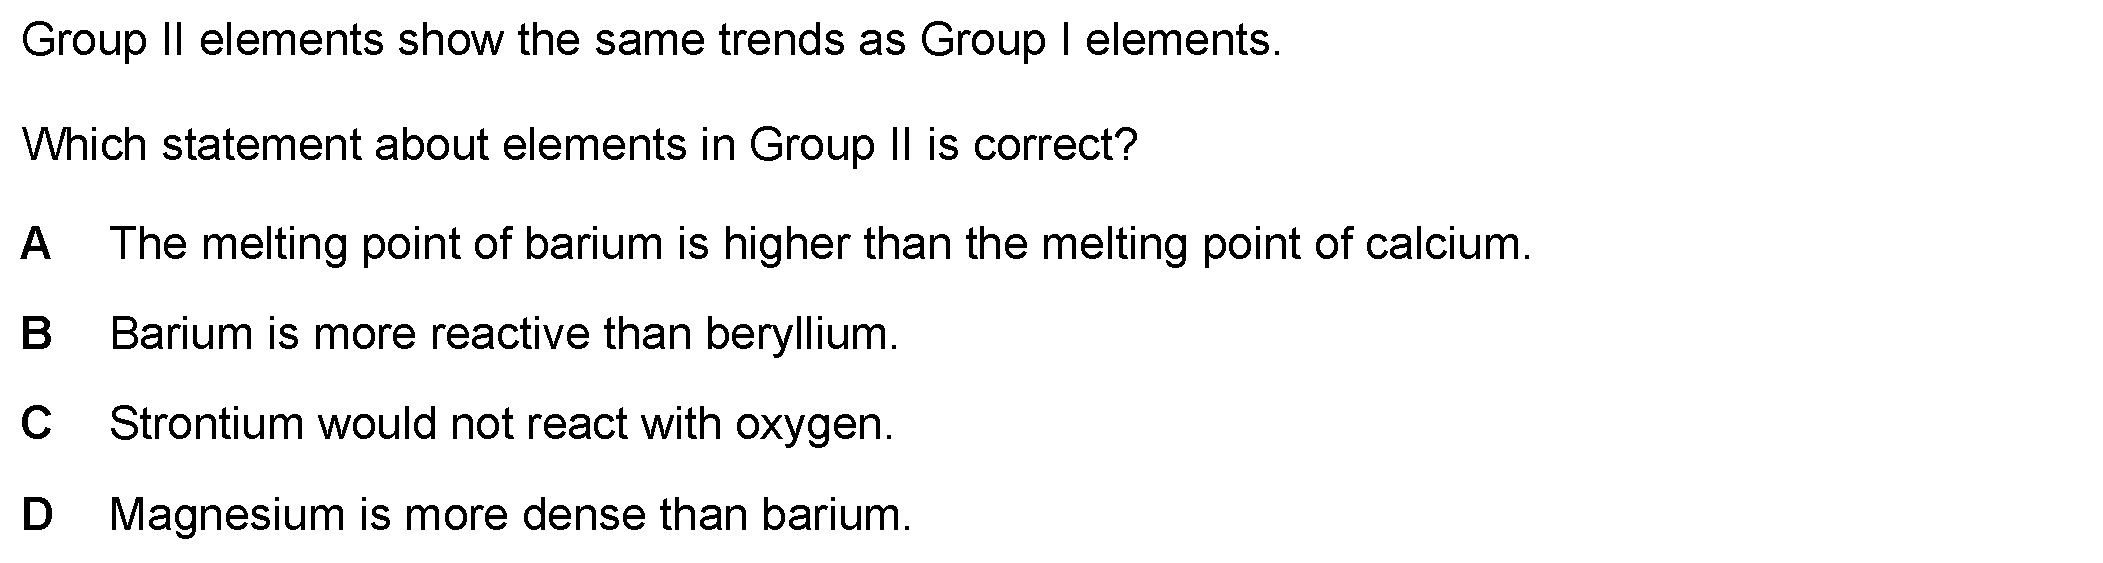 Group II elements show the same trends as Group I elements.
Which statement about elements in Group II is correct?
A The melting point of barium is higher than the melting point of calcium.
B Barium is more reactive than beryllium.
C Strontium would not react with oxygen.
D Magnesium is more dense than barium.